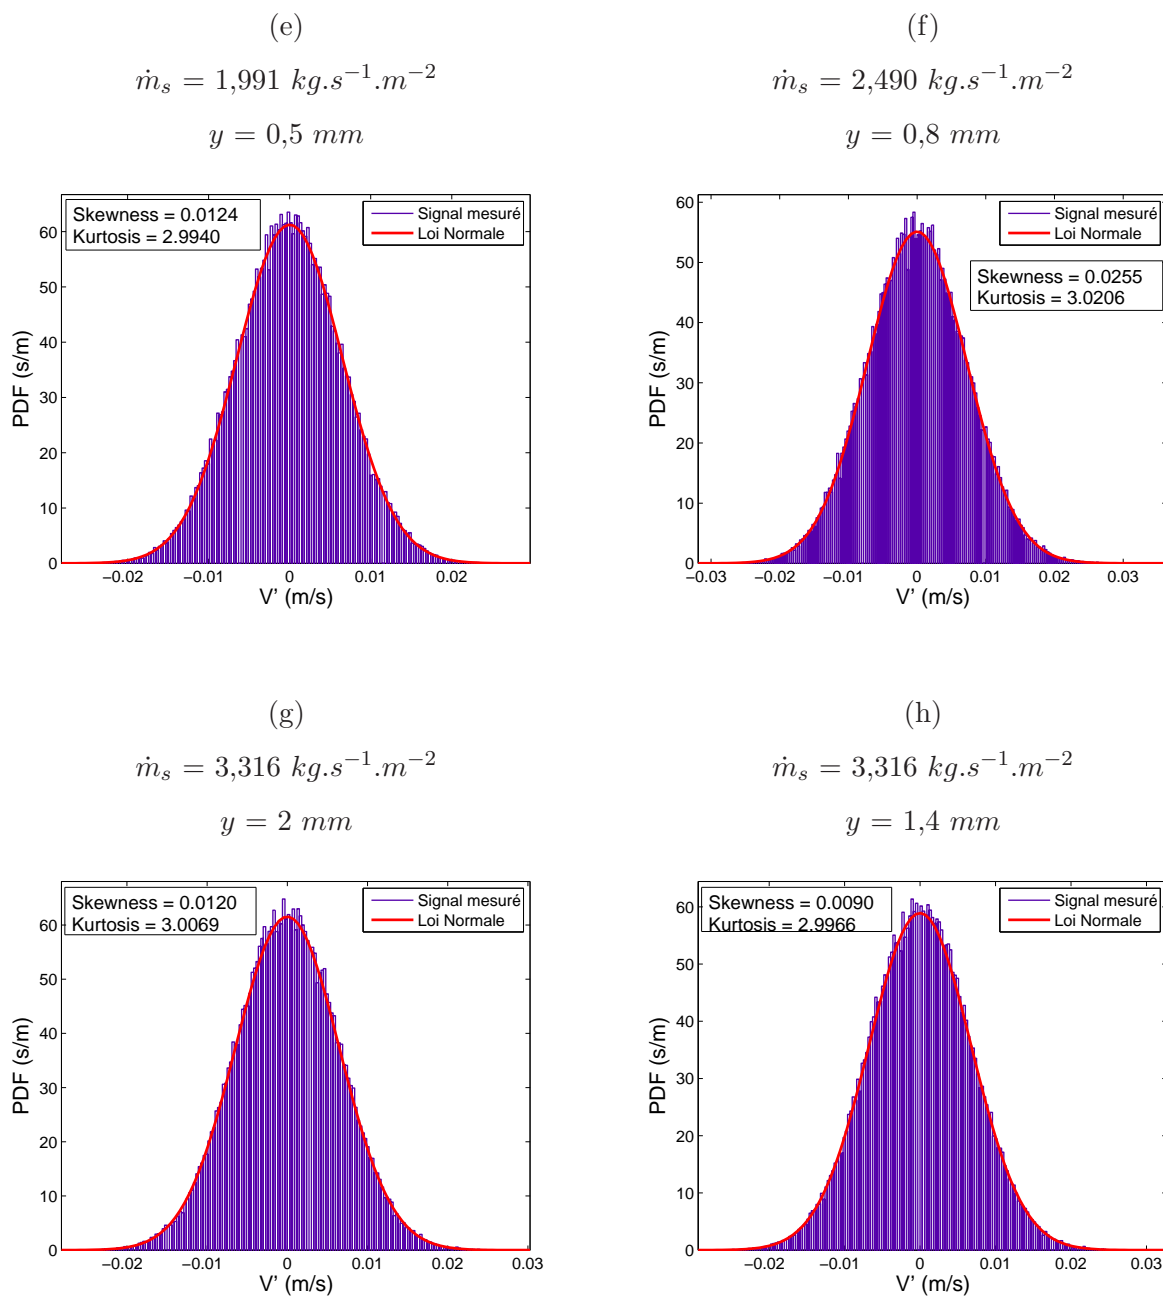 (e)
ṁₛ = 1,991 kg.s⁻¹.m⁻²
y = 0,5 mm
Skewness = 0.0124
Kurtosis = 2.9940
Signal mesuré
Loi Normale
60
50
40
30
20
10
0
PDF (s/m)
−0.02 −0.01 0 0.01 0.02
V' (m/s)
(f)
ṁₛ = 2,490 kg.s⁻¹.m⁻²
y = 0,8 mm
Signal mesuré
Loi Normale
Skewness = 0.0255
Kurtosis = 3.0206
60
50
40
30
20
10
0
PDF (s/m)
−0.03 −0.02 −0.01 0 0.01 0.02 0.03
V' (m/s)
(g)
ṁₛ = 3,316 kg.s⁻¹.m⁻²
y = 2 mm
Skewness = 0.0120
Kurtosis = 3.0069
Signal mesuré
Loi Normale
60
50
40
30
20
10
0
PDF (s/m)
−0.02 −0.01 0 0.01 0.02 0.03
V' (m/s)
(h)
ṁₛ = 3,316 kg.s⁻¹.m⁻²
y = 1,4 mm
Skewness = 0.0090
Kurtosis = 2.9966
Signal mesuré
Loi Normale
60
50
40
30
20
10
0
PDF (s/m)
−0.02 −0.01 0 0.01 0.02 0.03
V' (m/s)